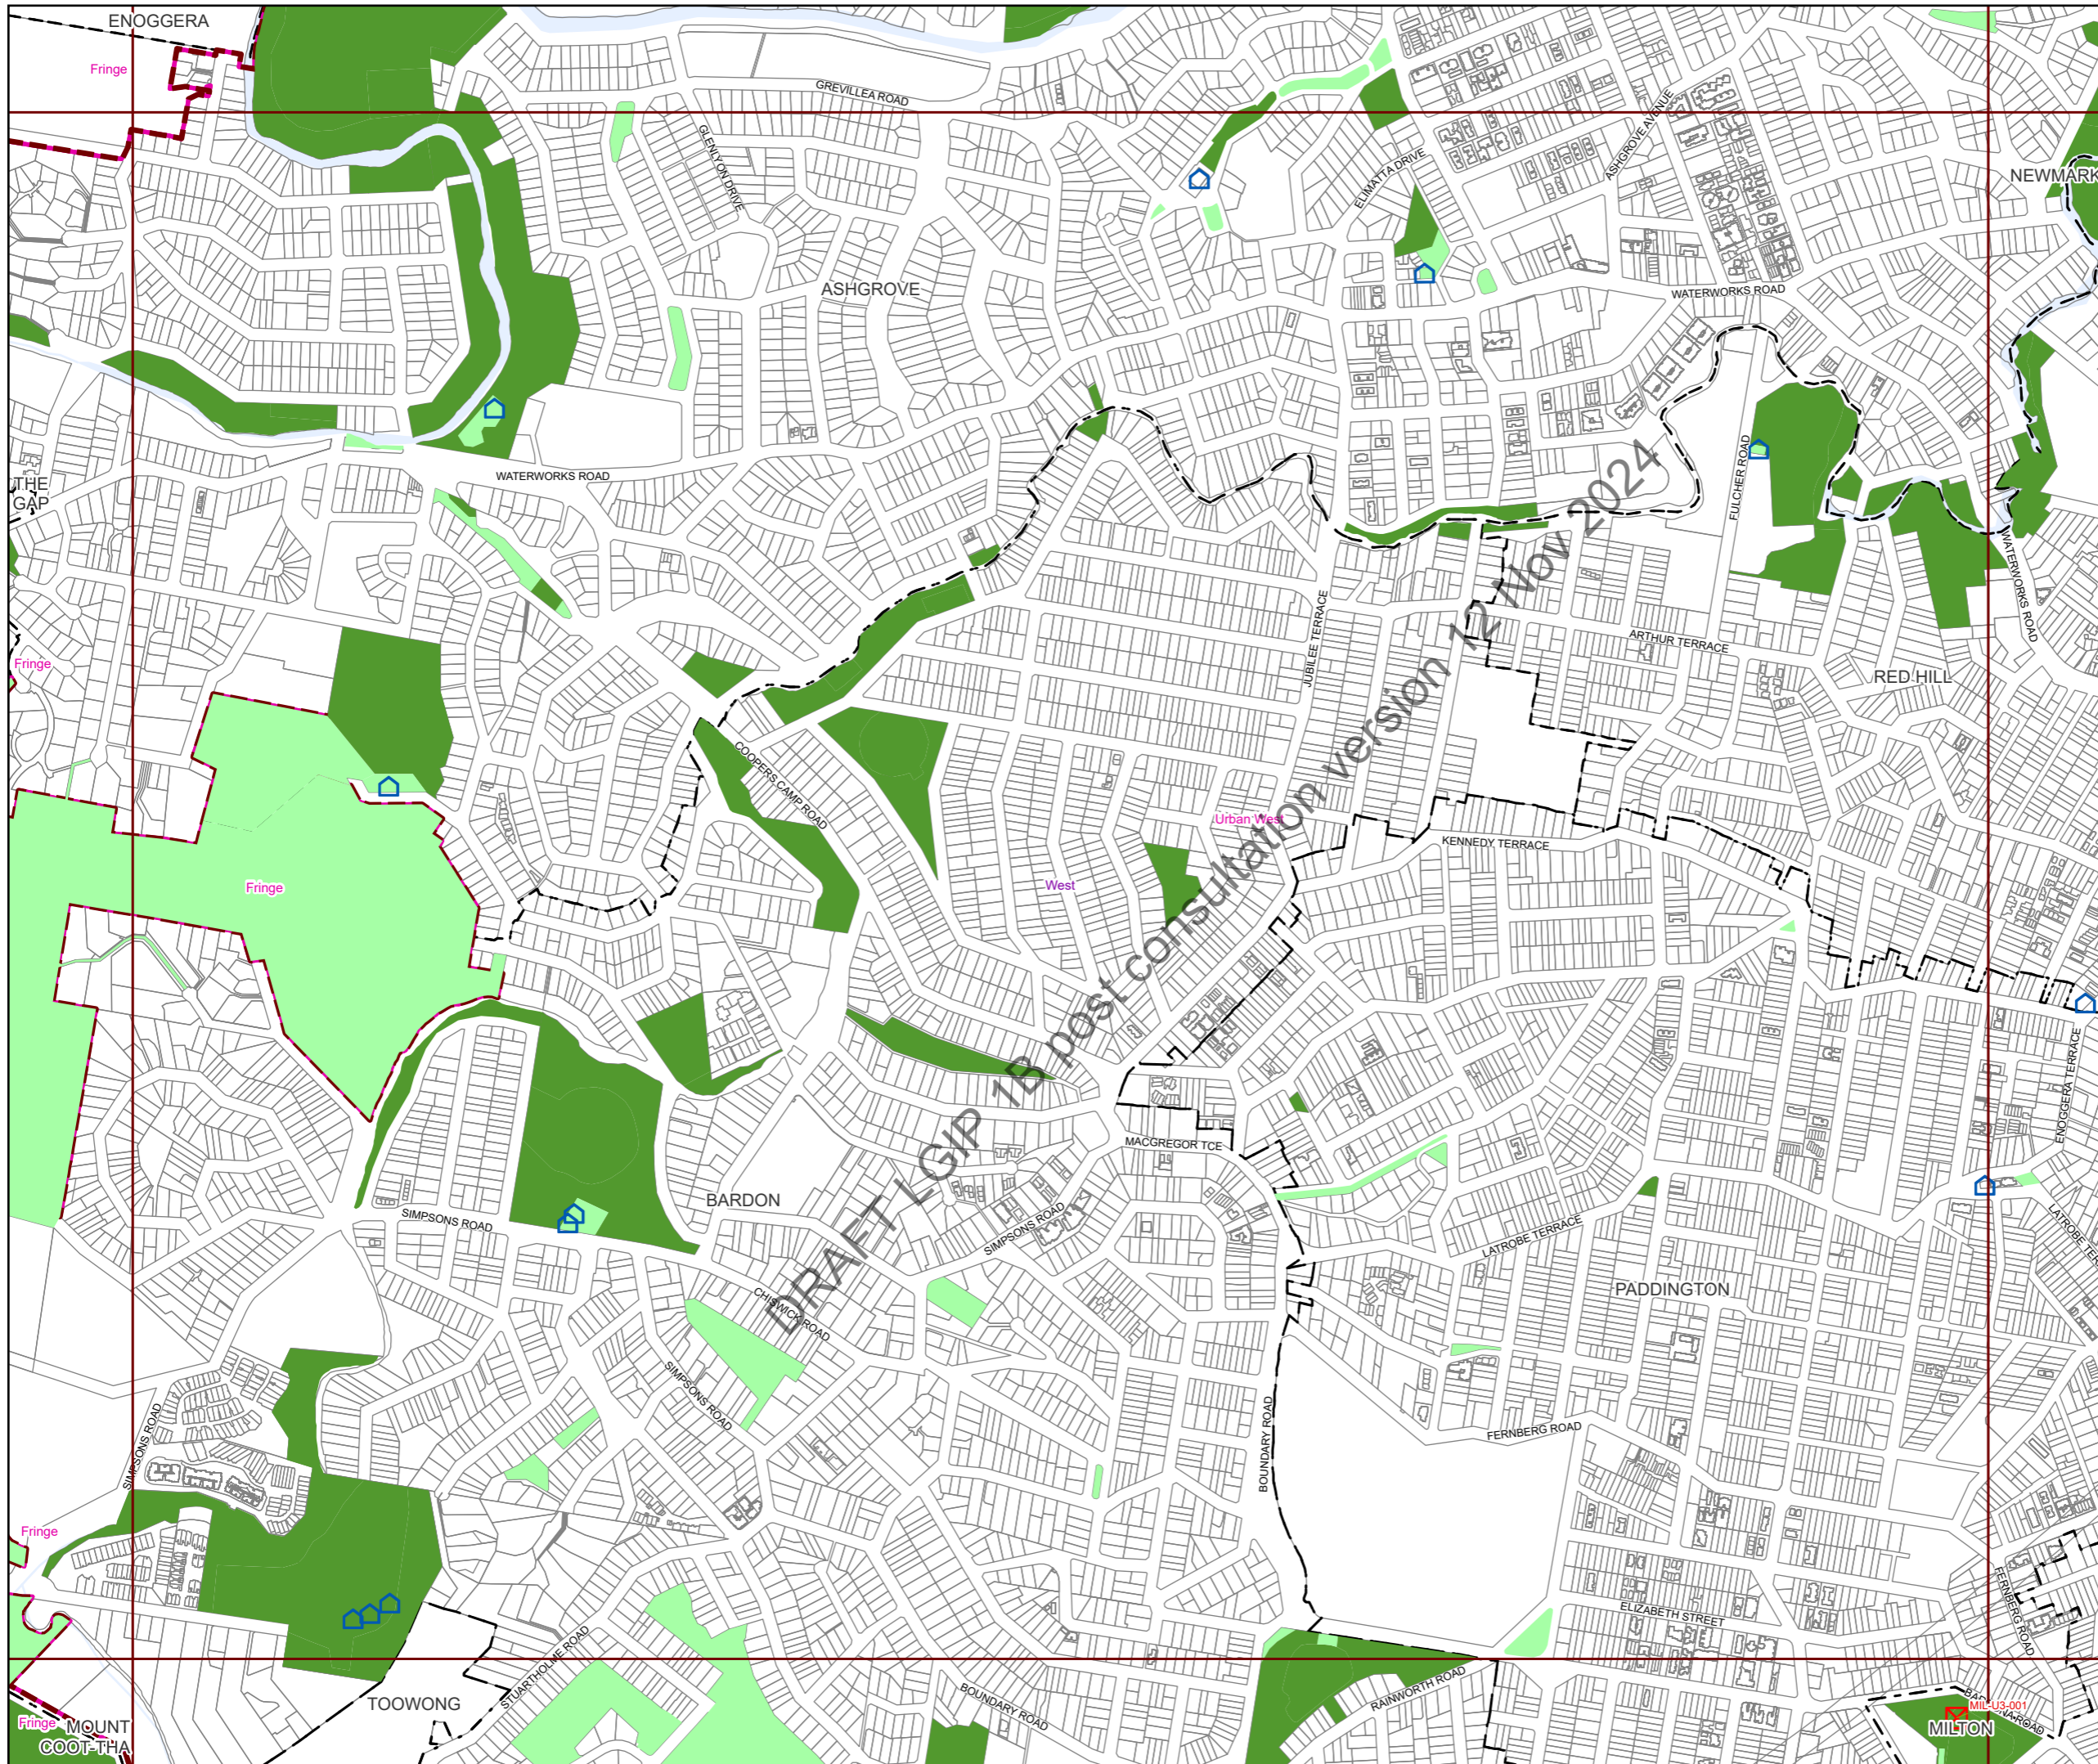 ENOGGERA
Fringe
GREVILLEA ROAD
GLENLYON DRIVE
ELIMATTA DRIVE
ASHGROVE AVENUE
NEWMARK
ASHGROVE
WATERWORKS ROAD
WATERWORKS ROAD
THE
GAP
FULCHER ROAD
WATERWORKS ROAD
JUBILEE TERRACE
ARTHUR TERRACE
RED HILL
Fringe
COOPERS CAMP ROAD
Urban West
KENNEDY TERRACE
Fringe
West
DRAFT LGIP 1B post consultation version 12 Nov 2024
ENOGGERA TERRACE
MACGREGOR TCE
BARDON
SIMPSONS ROAD
SIMPSONS ROAD
LATROBE TERRACE
LATROBE TER
PADDINGTON
CHISWICK ROAD
SIMPSONS ROAD
SIMPSONS ROAD
BOUNDARY ROAD
FERNBERG ROAD
Fringe
ELIZABETH STREET
FERNBERG ROAD
STUARTHOLME ROAD
TOOWONG
BOUNDARY ROAD
RAINWORTH ROAD
MIL-U3-001
MILTON
Fringe
MOUNT
COOT-THA